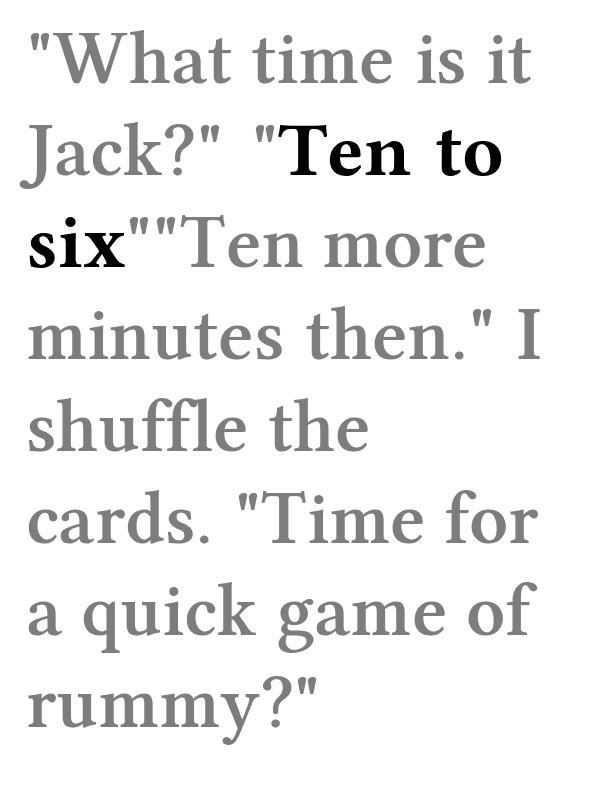 "What time is it
Jack?" "Ten to
six""Ten more
minutes then." I
shuffle the
cards. "Time for
a quick game of
rummy?"